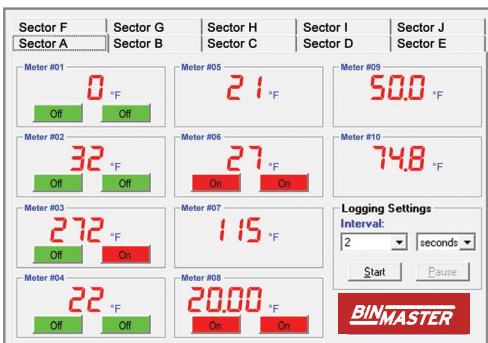 Sector F Sector G Sector H Sector I Sector J
Sector A Sector B Sector C Sector D Sector E
Meter #01
0 °F
Off Off
Meter #02
32 °F
Off Off
Meter #03
272 °F
Off On
Meter #04
22 °F
Off Off
Meter #05
21 °F
Meter #06
27 °F
On On
Meter #07
115 °F
Meter #08
20.00 °F
On On
Meter #09
50.0 °F
Meter #10
74.8 °F
Logging Settings
Interval:
2 seconds
Start Pause
BINMASTER